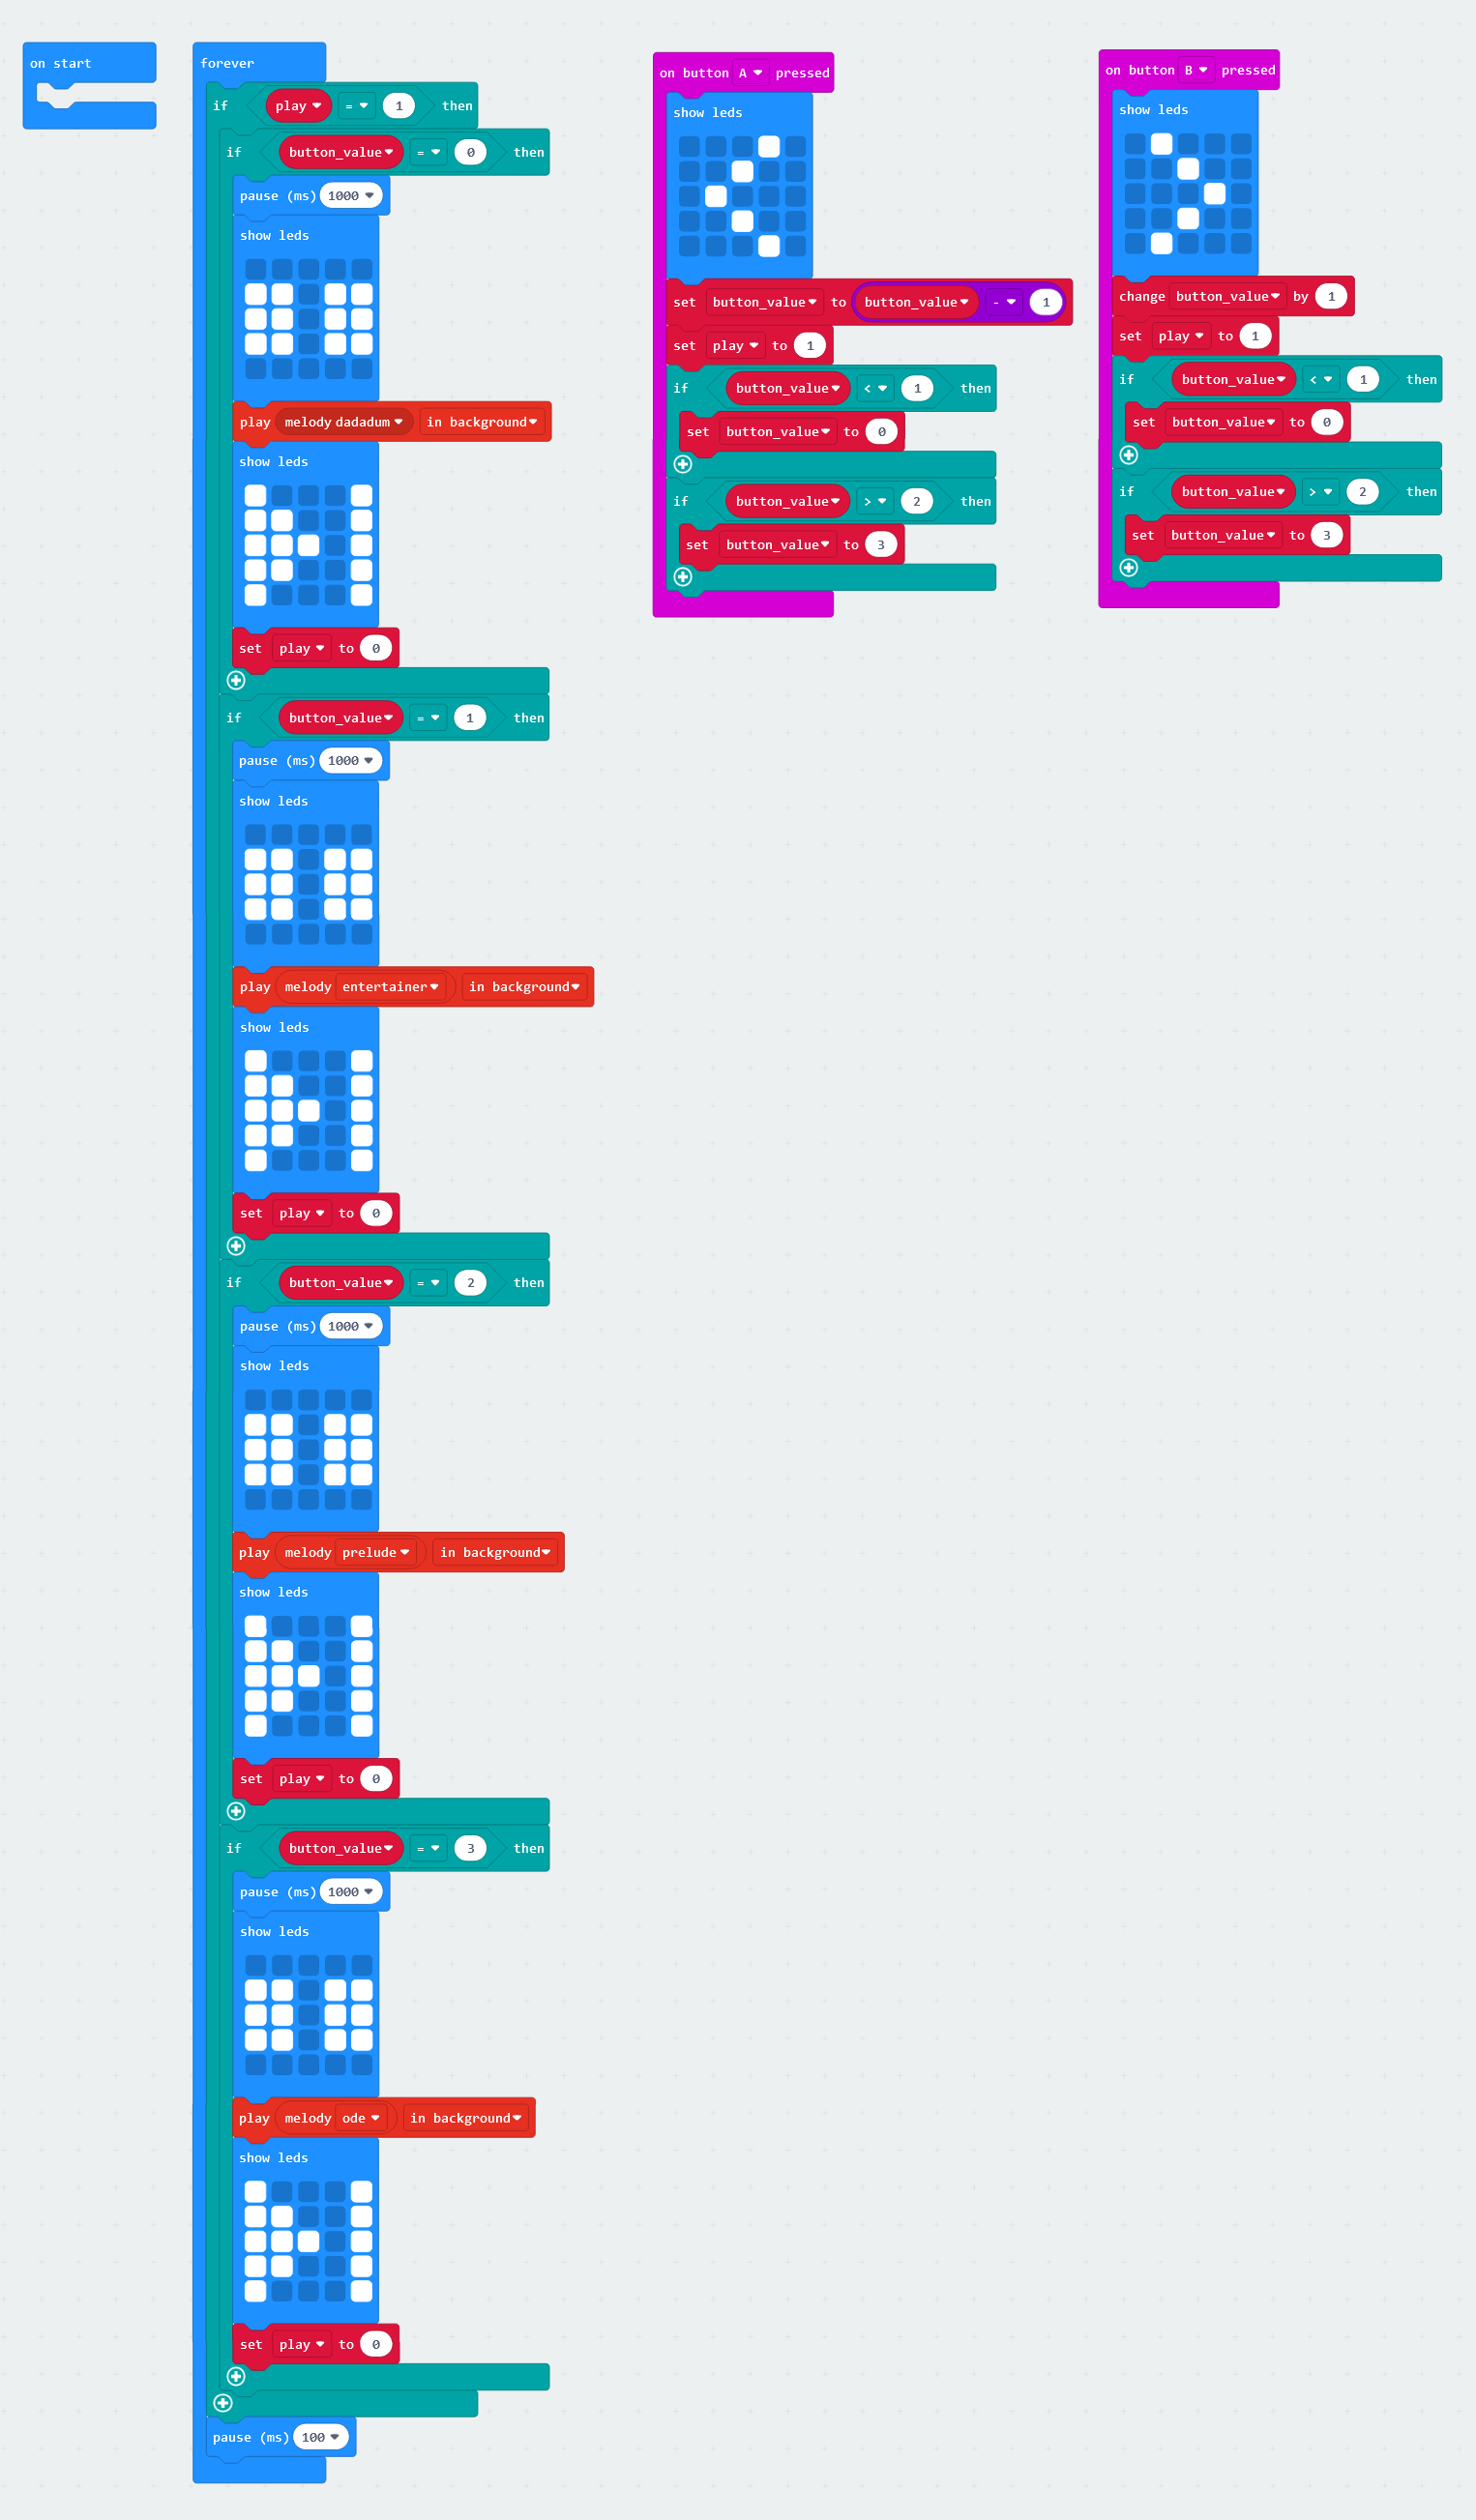 on start
forever
if play = 1 then
if button_value = 0 then
pause (ms) 1000
show leds
play melody dadadum in background
show leds
set play to 0
if button_value = 1 then
pause (ms) 1000
show leds
play melody entertainer in background
show leds
set play to 0
if button_value = 2 then
pause (ms) 1000
show leds
play melody prelude in background
show leds
set play to 0
if button_value = 3 then
pause (ms) 1000
show leds
play melody ode in background
show leds
set play to 0
pause (ms) 100
on button A pressed
show leds
set button_value to button_value - 1
set play to 1
if button_value < 1 then
set button_value to 0
if button_value > 2 then
set button_value to 3
on button B pressed
show leds
change button_value by 1
set play to 1
if button_value < 1 then
set button_value to 0
if button_value > 2 then
set button_value to 3